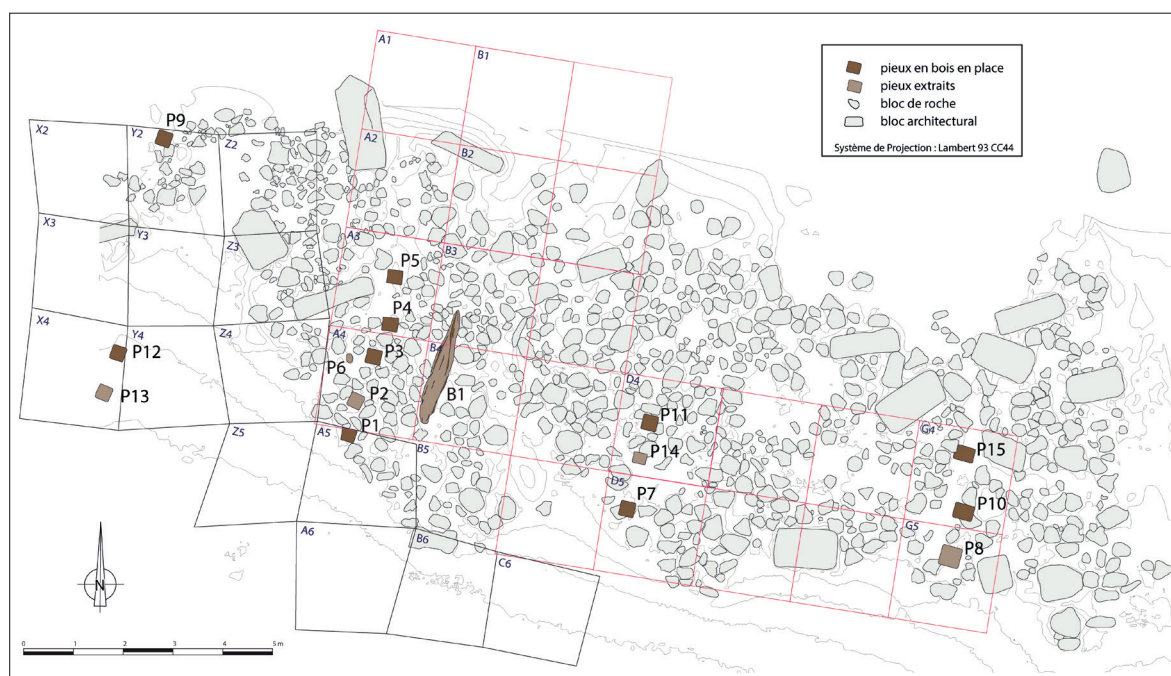 A1
B1
pieux en bois en place
pieux extraits
bloc de roche
bloc architectural
Système de Projection : Lambert 93 CC44
P9
X2
Y2
Z2
A2
B2
X3
Y3
Z3
A3
B3
P5
P4
X4
Y4
Z4
A4
B4
P12
P6
P3
P13
P2
B1
D4
P11
G4
Z5
A5
P1
B5
P14
P15
D5
P7
P10
G5
A6
B6
C6
P8
N
0 1 2 3 4 5 m